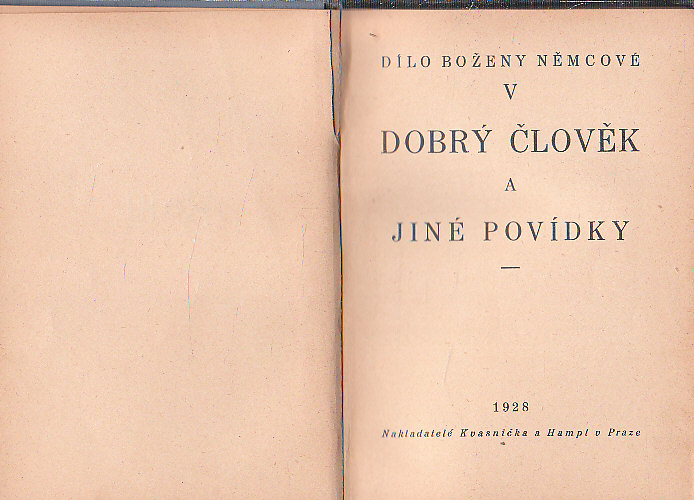 DÍLO BOŽENY NĚMCOVÉ
V
DOBRÝ ČLOVĚK
A
JINÉ POVÍDKY
1928
Nakladatelé Kvasnička a Hampl v Praze